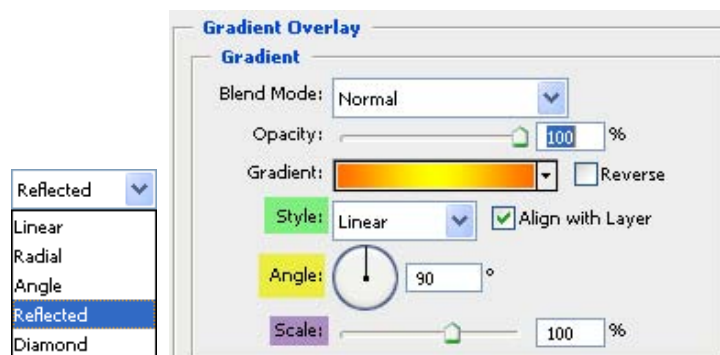 Reflected
Linear
Radial
Angle
Reflected
Diamond
Gradient Overlay
Gradient
Blend Mode: Normal
Opacity: 100 %
Gradient: Reverse
Style: Linear Align with Layer
Angle: 90 °
Scale: 100 %